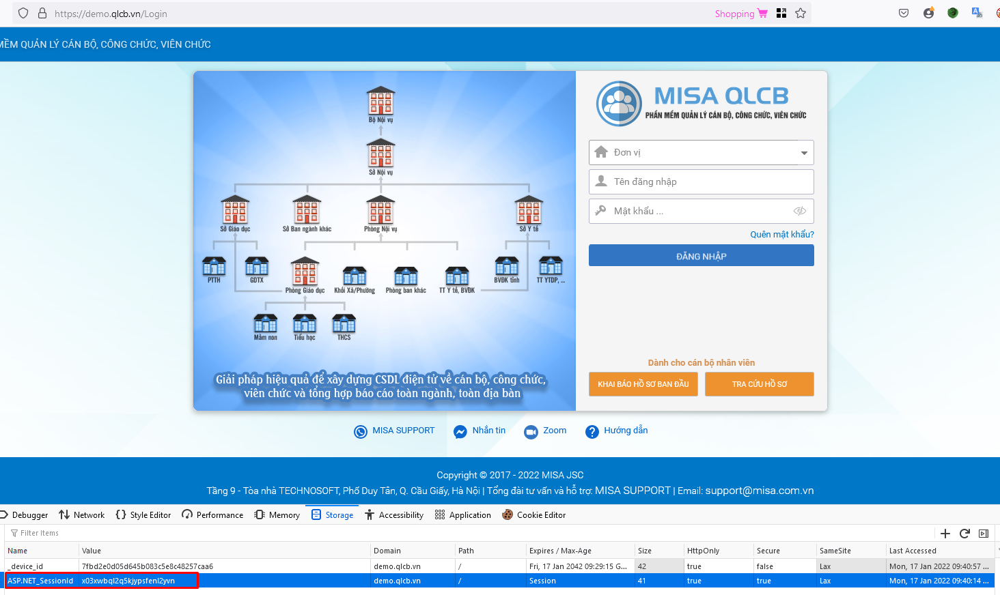 https://demo.qlcb.vn/Login
Shopping
MỀM QUẢN LÝ CÁN BỘ, CÔNG CHỨC, VIÊN CHỨC
Bộ Nội vụ
Sở Nội vụ
Sở Giáo dục
Sở Ban ngành khác
Phòng Nội vụ
Sở Y tế
PTTH
GDTX
Phòng Giáo dục
Khối Xã/Phường
Phòng ban khác
TT Y tế, BVĐK
BVĐK tỉnh
TT YTDP, ...
Mầm non
Tiểu học
THCS
Giải pháp hiệu quả để xây dựng CSDL điện tử về cán bộ, công chức,
viên chức và tổng hợp báo cáo toàn ngành, toàn địa bàn
MISA QLCB
PHẦN MỀM QUẢN LÝ CÁN BỘ, CÔNG CHỨC, VIÊN CHỨC
Đơn vị
Tên đăng nhập
Mật khẩu ...
Quên mật khẩu?
ĐĂNG NHẬP
Dành cho cán bộ nhân viên
KHAI BÁO HỒ SƠ BAN ĐẦU
TRA CỨU HỒ SƠ
MISA SUPPORT
Nhắn tin
Zoom
Hướng dẫn
Copyright © 2017 - 2022 MISA JSC
Tầng 9 - Tòa nhà TECHNOSOFT, Phố Duy Tân, Q. Cầu Giấy, Hà Nội | Tổng đài tư vấn và hỗ trợ: MISA SUPPORT | Email: support@misa.com.vn
Debugger Network Style Editor Performance Memory Storage Accessibility Application Cookie Editor
Filter Items
Name Value Domain Path Expires / Max-Age Size HttpOnly Secure SameSite Last Accessed
_device_id 7fbd2e0d05d645b083c5e8c48257caa6 demo.qlcb.vn / Fri, 17 Jan 2042 09:29:15 G... 42 true false Lax Mon, 17 Jan 2022 09:40:57 ...
ASP.NET_SessionId x03xwbql2q5kjypsfenl2yvn demo.qlcb.vn / Session 41 true true Lax Mon, 17 Jan 2022 09:40:14 ...